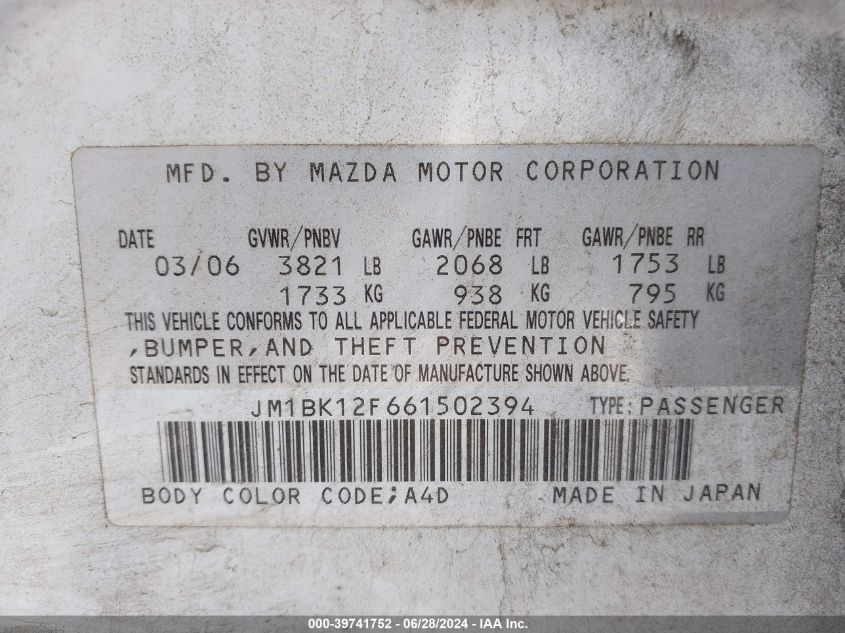 MFD. BY MAZDA MOTOR CORPORATION
DATE GVWR/PNBV GAWR/PNBE FRT GAWR/PNBE RR
03/06 3821 LB 2068 LB 1753 LB
1733 KG 938 KG 795 KG
THIS VEHICLE CONFORMS TO ALL APPLICABLE FEDERAL MOTOR VEHICLE SAFETY
,BUMPER,AND THEFT PREVENTION
STANDARDS IN EFFECT ON THE DATE OF MANUFACTURE SHOWN ABOVE.
JM1BK12F661502394 TYPE:PASSENGER
BODY COLOR CODE;A4D MADE IN JAPAN
000-39741752 - 06/28/2024 - IAA Inc.